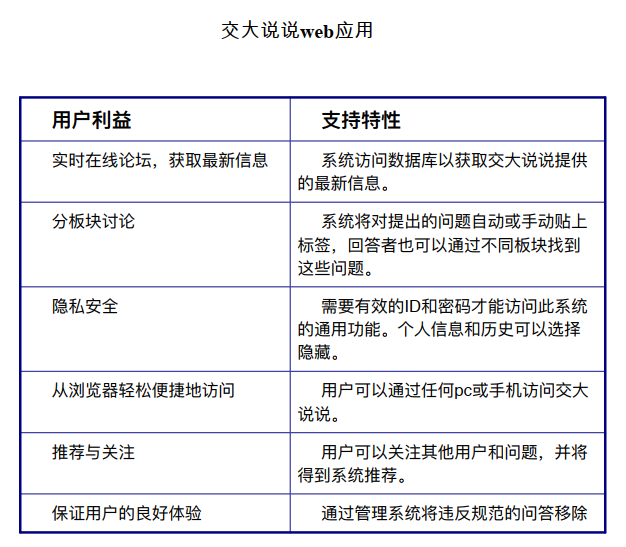 交大说说web应用
用户利益
支持特性
实时在线论坛，获取最新信息
系统访问数据库以获取交大说说提供
的最新信息。
分板块讨论
系统将对提出的问题自动或手动贴上
标签，回答者也可以通过不同板块找到
这些问题。
隐私安全
需要有效的ID和密码才能访问此系统
的通用功能。个人信息和历史可以选择
隐藏。
从浏览器轻松便捷地访问
用户可以通过任何pc或手机访问交大
说说。
推荐与关注
用户可以关注其他用户和问题，并将
得到系统推荐。
保证用户的良好体验
通过管理系统将违反规范的问答移除